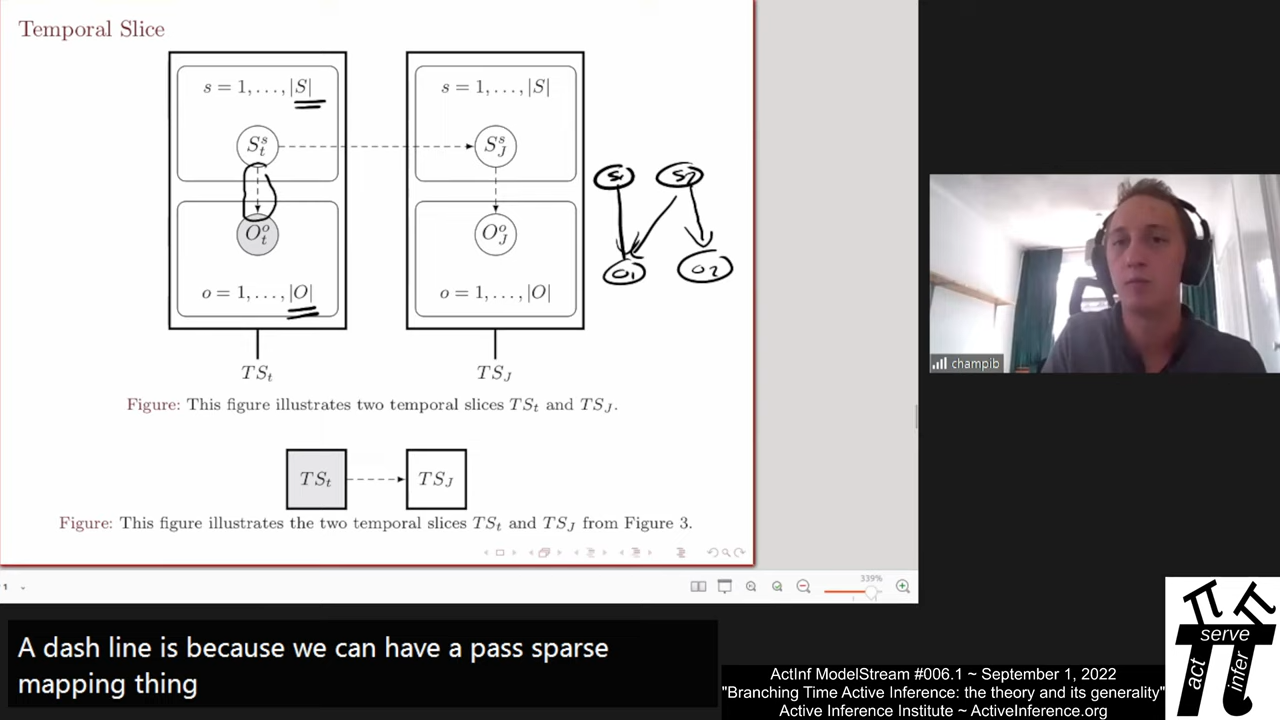 Temporal Slice
s = 1, . . . , |S|
s = 1, . . . , |S|
S_t^s
S_J^s
S1
S2
O_t^o
O_J^o
O1
O2
o = 1, . . . , |O|
o = 1, . . . , |O|
TS_t
TS_J
Figure: This figure illustrates two temporal slices TS_t and TS_J.
TS_t
TS_J
Figure: This figure illustrates the two temporal slices TS_t and TS_J from Figure 3.
1
339%
champib
A dash line is because we can have a pass sparse
mapping thing
ActInf ModelStream #006.1 ~ September 1, 2022
"Branching Time Active Inference: the theory and its generality"
Active Inference Institute ~ ActiveInference.org
π π
serve
act
infer